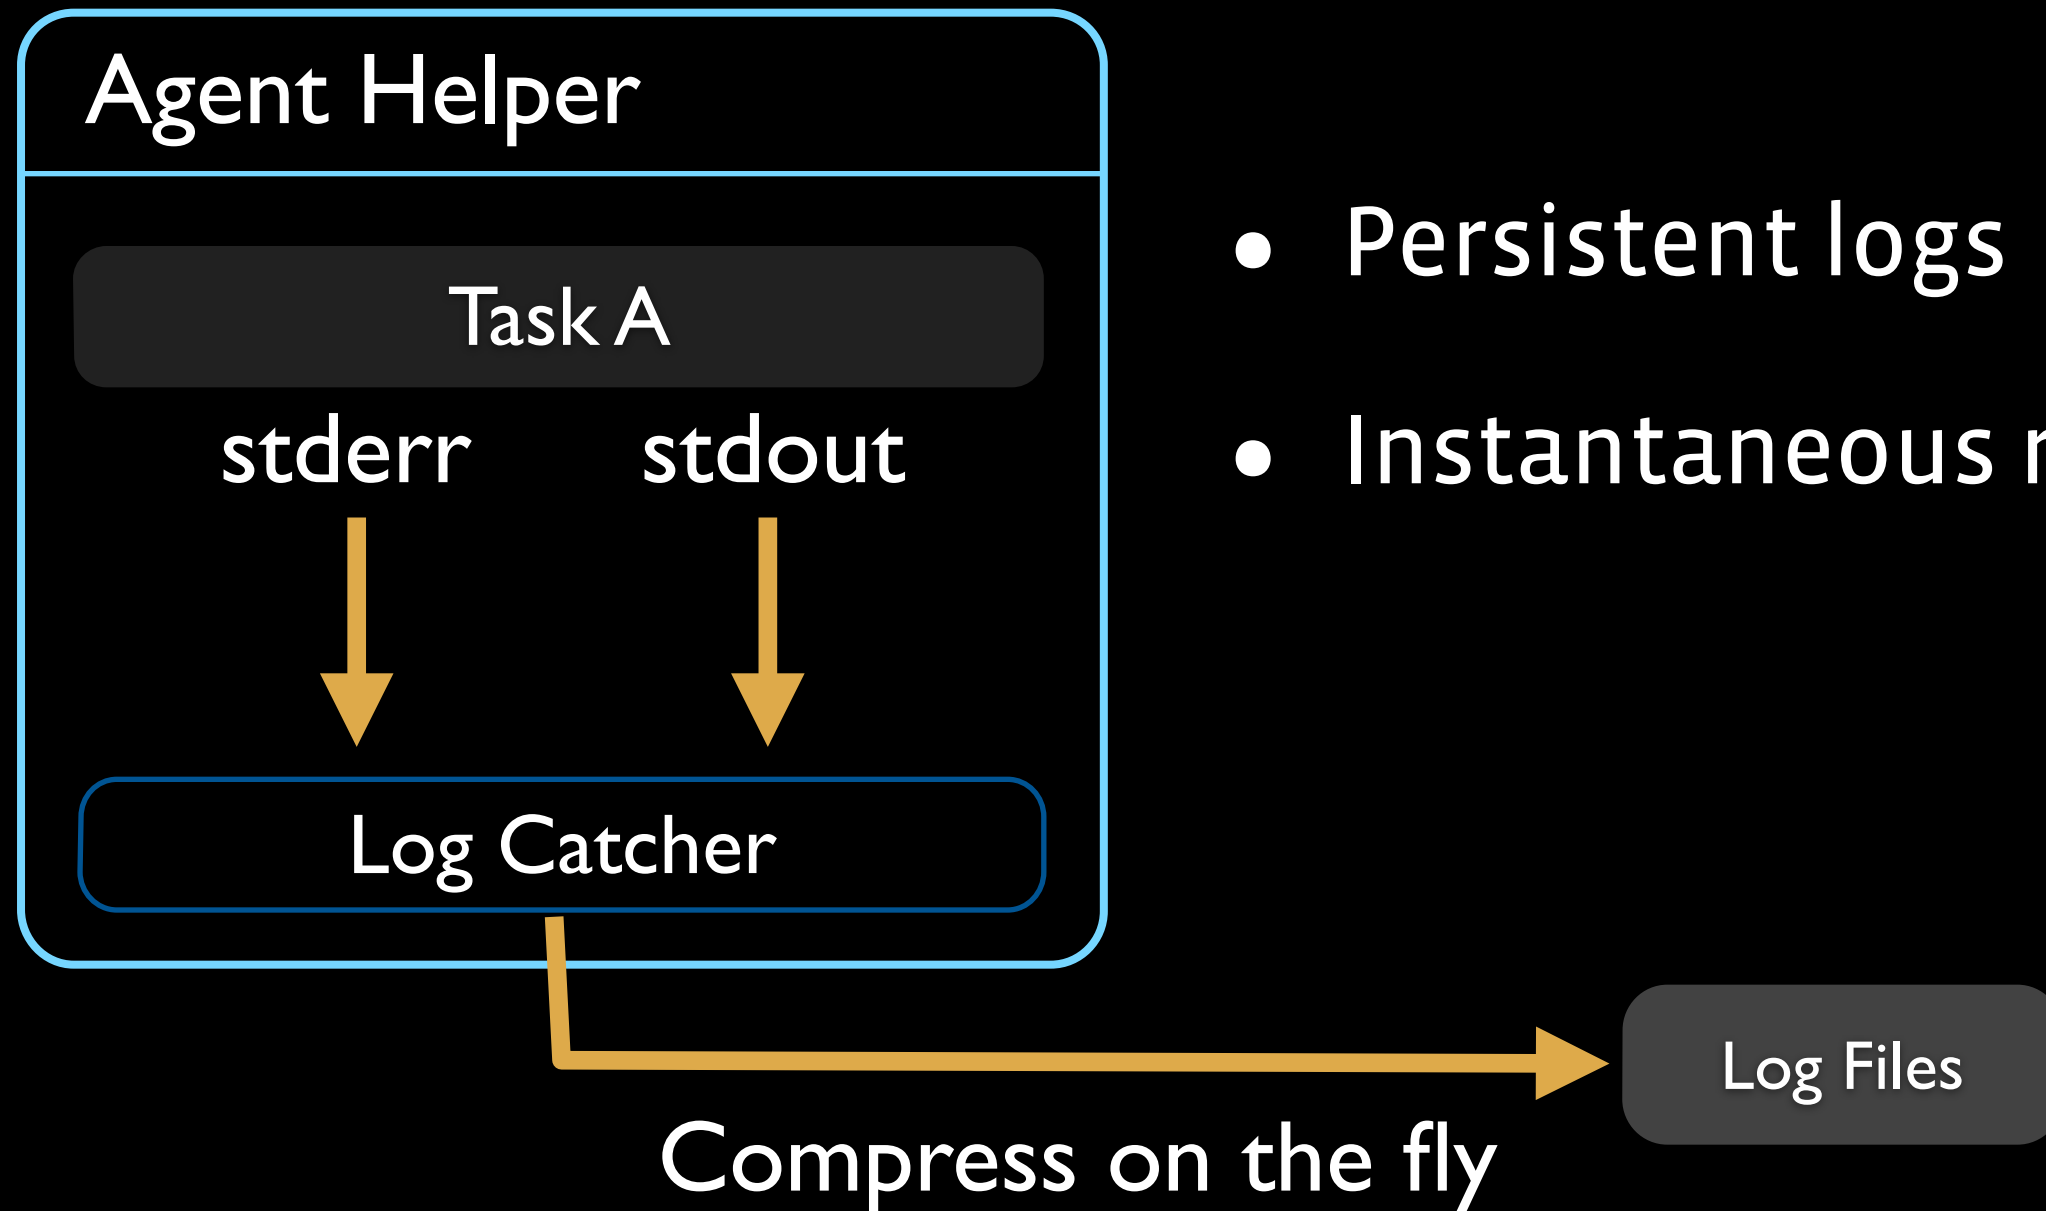 Agent Helper
Task A
stderr
stdout
Log Catcher
Persistent logs
Instantaneous
Log Files
Compress on the fly